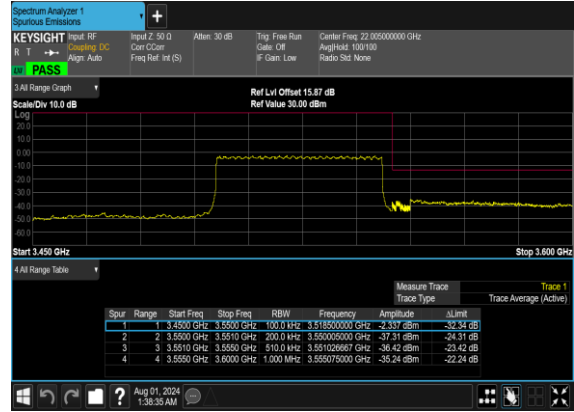 Spectrum Analyzer 1
Spurious Emissions
KEYSIGHT Input: RF Input Z: 50 Ω Atten: 30 dB Trig: Free Run Center Freq: 22.005000000 GHz
R T Coupling: DC Corr CCorr Gate: Off Avg|Hold: 100/100
Align: Auto Freq Ref: Int (S) IF Gain: Low Radio Std: None
PASS
3 All Range Graph
Ref Lvl Offset 15.87 dB
Scale/Div 10.0 dB Ref Value 30.00 dBm
Log
20.0
10.0
0.00
-10.0
-20.0
-30.0
-40.0
-50.0
-60.0
Start 3.450 GHz Stop 3.600 GHz
4 All Range Table
Measure Trace Trace 1
Trace Type Trace Average (Active)
Spur Range Start Freq Stop Freq RBW Frequency Amplitude ΔLimit
1 1 3.4500 GHz 3.5500 GHz 100.0 kHz 3.518500000 GHz -2.337 dBm -32.34 dB
2 2 3.5500 GHz 3.5510 GHz 200.0 kHz 3.550005000 GHz -37.31 dBm -24.31 dB
3 3 3.5510 GHz 3.5550 GHz 510.0 kHz 3.551026667 GHz -36.42 dBm -23.42 dB
4 4 3.5550 GHz 3.6000 GHz 1.000 MHz 3.555075000 GHz -35.24 dBm -22.24 dB
Aug 01, 2024
1:38:35 AM